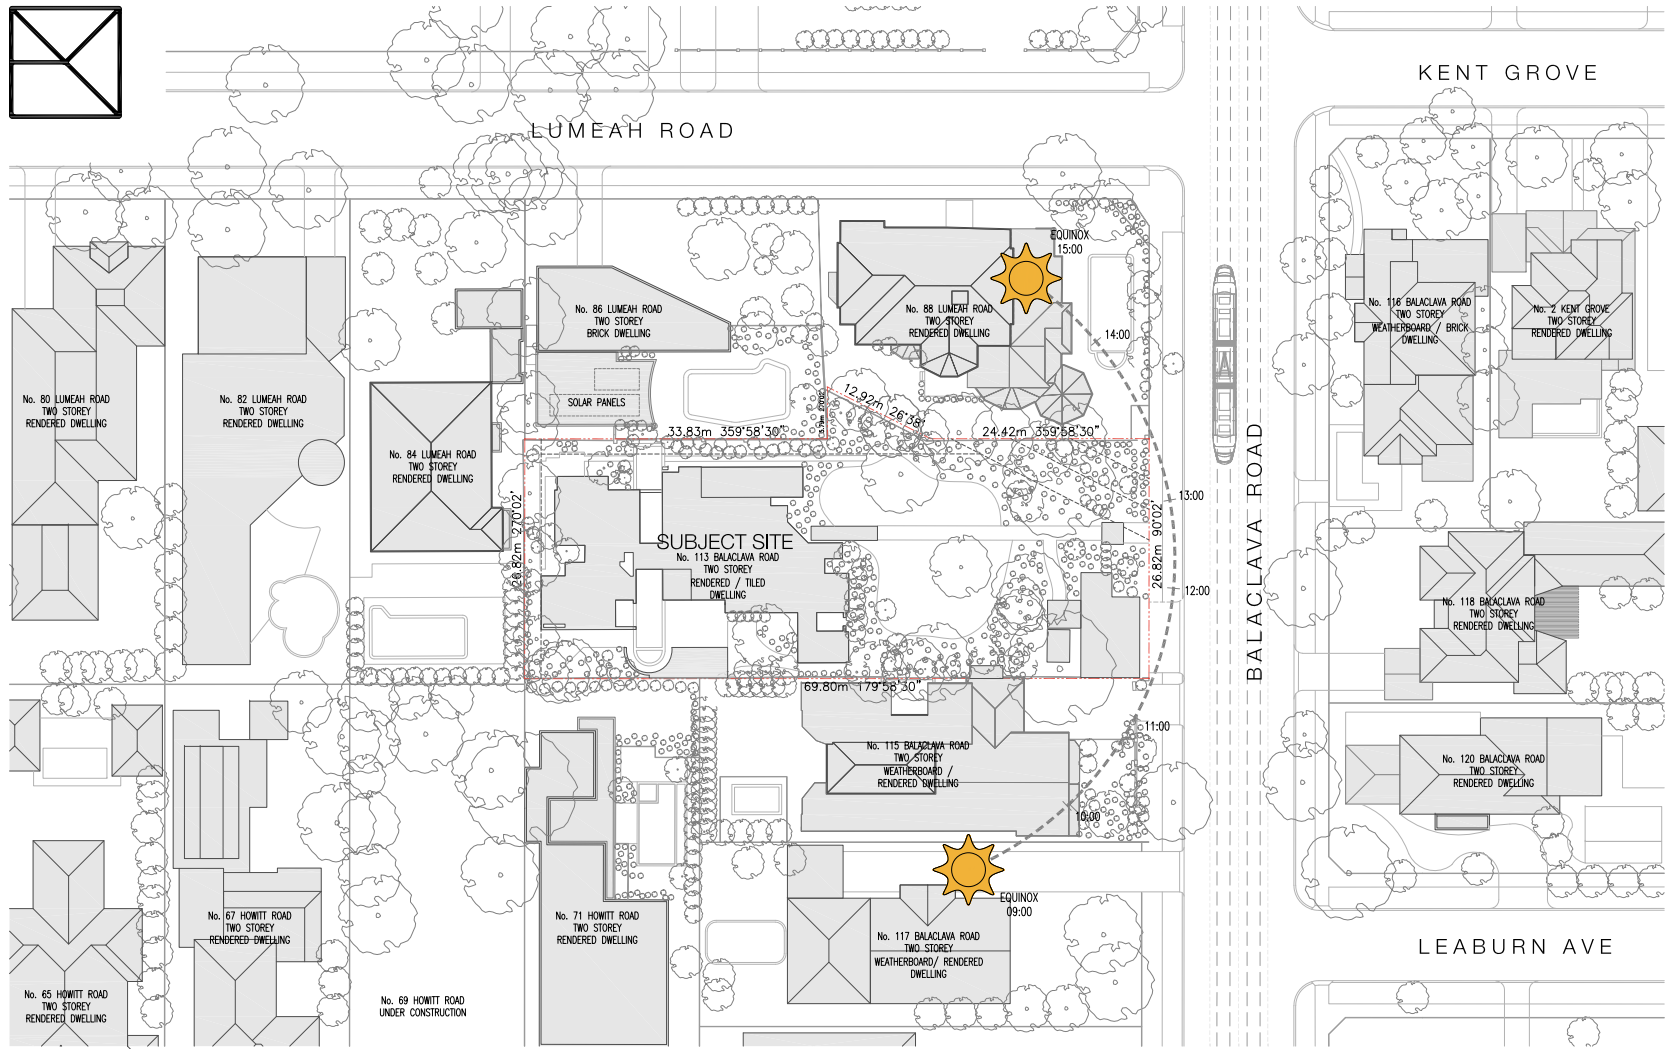 KENT GROVE
LUMEAH ROAD
EQUINOX
15:00
No. 86 LUMEAH ROAD
TWO STOREY
BRICK DWELLING
No. 88 LUMEAH ROAD
TWO STOREY
RENDERED DWELLING
No. 116 BALACLAVA ROAD
TWO STOREY
WEATHERBOARD / BRICK
DWELLING
No. 2 KENT GROVE
TWO STOREY
RENDERED DWELLING
14:00
No. 80 LUMEAH ROAD
TWO STOREY
RENDERED DWELLING
No. 82 LUMEAH ROAD
TWO STOREY
RENDERED DWELLING
SOLAR PANELS
12.92m 26°38'
33.83m 359°58'30"
24.42m 359°58'30"
No. 84 LUMEAH ROAD
TWO STOREY
RENDERED DWELLING
13:00
26.82m 270°02'
26.82m 90°02'
BALACLAVA ROAD
SUBJECT SITE
No. 113 BALACLAVA ROAD
TWO STOREY
RENDERED / TILED
DWELLING
12:00
No. 118 BALACLAVA ROAD
TWO STOREY
RENDERED DWELLING
69.80m 179°58'30"
11:00
No. 115 BALACLAVA ROAD
TWO STOREY
WEATHERBOARD /
RENDERED DWELLING
No. 120 BALACLAVA ROAD
TWO STOREY
RENDERED DWELLING
10:00
EQUINOX
09:00
No. 67 HOWITT ROAD
TWO STOREY
RENDERED DWELLING
No. 71 HOWITT ROAD
TWO STOREY
RENDERED DWELLING
No. 117 BALACLAVA ROAD
TWO STOREY
WEATHERBOARD/ RENDERED
DWELLING
LEABURN AVE
No. 65 HOWITT ROAD
TWO STOREY
RENDERED DWELLING
No. 69 HOWITT ROAD
UNDER CONSTRUCTION